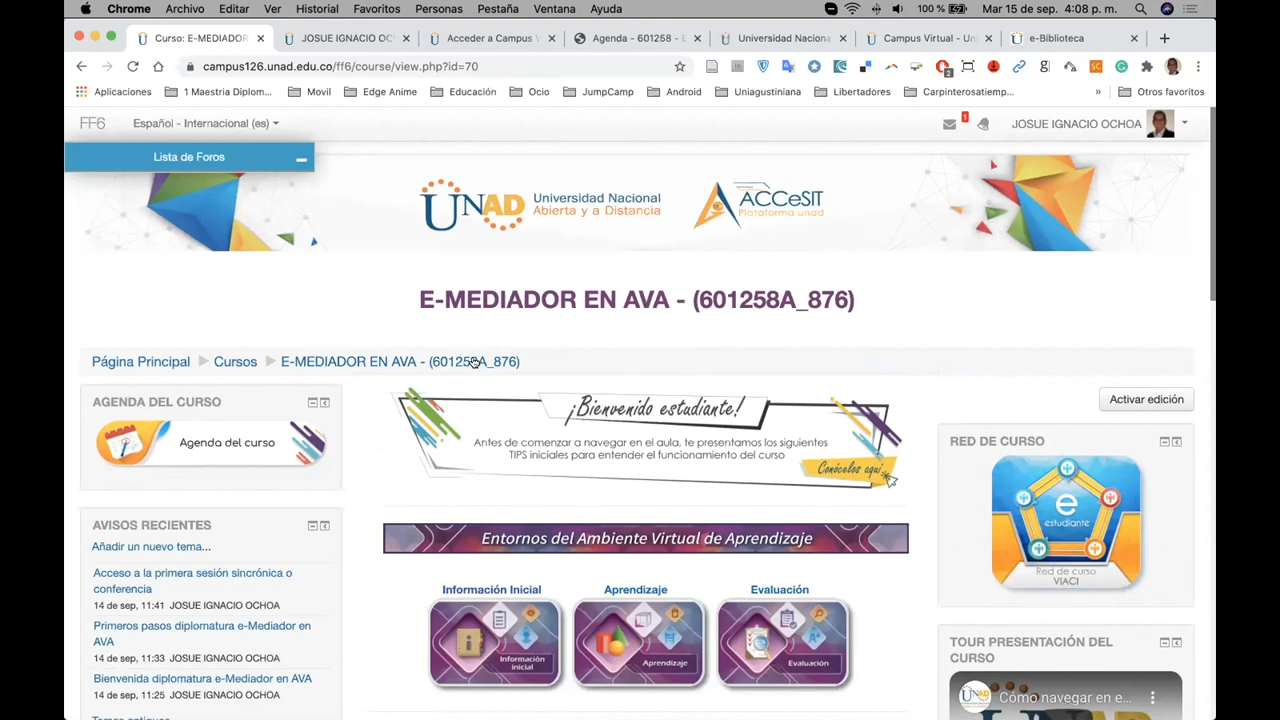 Chrome Archivo Editar Ver Historial Favoritos Personas Pestaña Ventana Ayuda 100 % Mar 15 de sep. 4:08 p. m.
Curso: E-MEDIADOR JOSUE IGNACIO OC Acceder a Campus V Agenda - 601258 - E Universidad Naciona Campus Virtual - Un e-Biblioteca
campus126.unad.edu.co/ff6/course/view.php?id=70
Aplicaciones 1 Maestria Diplom... Movil Edge Anime Educación Ocio JumpCamp Android Uniagustiniana Libertadores Carpinterosatiemp... » Otros favoritos
FF6 Español - Internacional (es) 1 JOSUE IGNACIO OCHOA
Lista de Foros
UNAD Universidad Nacional
Abierta y a Distancia
ACCeSIT
Plataforma unad
E-MEDIADOR EN AVA - (601258A_876)
Página Principal Cursos E-MEDIADOR EN AVA - (601258A_876)
AGENDA DEL CURSO
Agenda del curso
¡Bienvenido estudiante!
Antes de comenzar a navegar en el aula, te presentamos los siguientes
TIPS iniciales para entender el funcionamiento del curso
Conócelos aquí
Activar edición
RED DE CURSO
e
estudiante
Red de curso
VIACI
AVISOS RECIENTES
Añadir un nuevo tema...
Acceso a la primera sesión sincrónica o
conferencia
14 de sep, 11:41 JOSUE IGNACIO OCHOA
Primeros pasos diplomatura e-Mediador en
AVA
14 de sep, 11:33 JOSUE IGNACIO OCHOA
Bienvenida diplomatura e-Mediador en AVA
14 de sep, 11:25 JOSUE IGNACIO OCHOA
Entornos del Ambiente Virtual de Aprendizaje
Información Inicial Aprendizaje Evaluación
Información
inicial
Aprendizaje
Evaluación
TOUR PRESENTACIÓN DEL
CURSO
Cómo navegar en e...